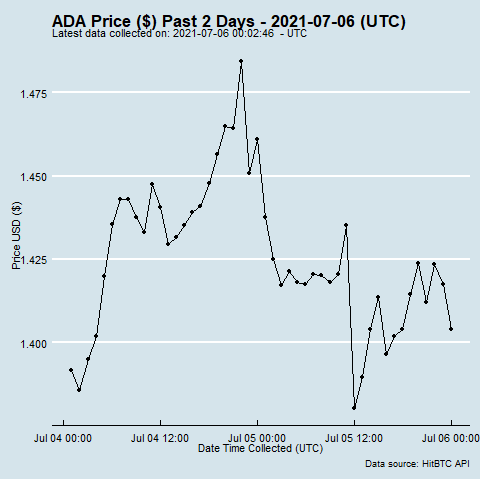 ADA Price ($) Past 2 Days - 2021-07-06 (UTC)
Latest data collected on: 2021-07-06 00:02:46  - UTC
1.475
1.450
1.425
1.400
Price USD ($)
Jul 04 00:00 Jul 04 12:00 Jul 05 00:00 Jul 05 12:00 Jul 06 00:00
Date Time Collected (UTC)
Data source: HitBTC API